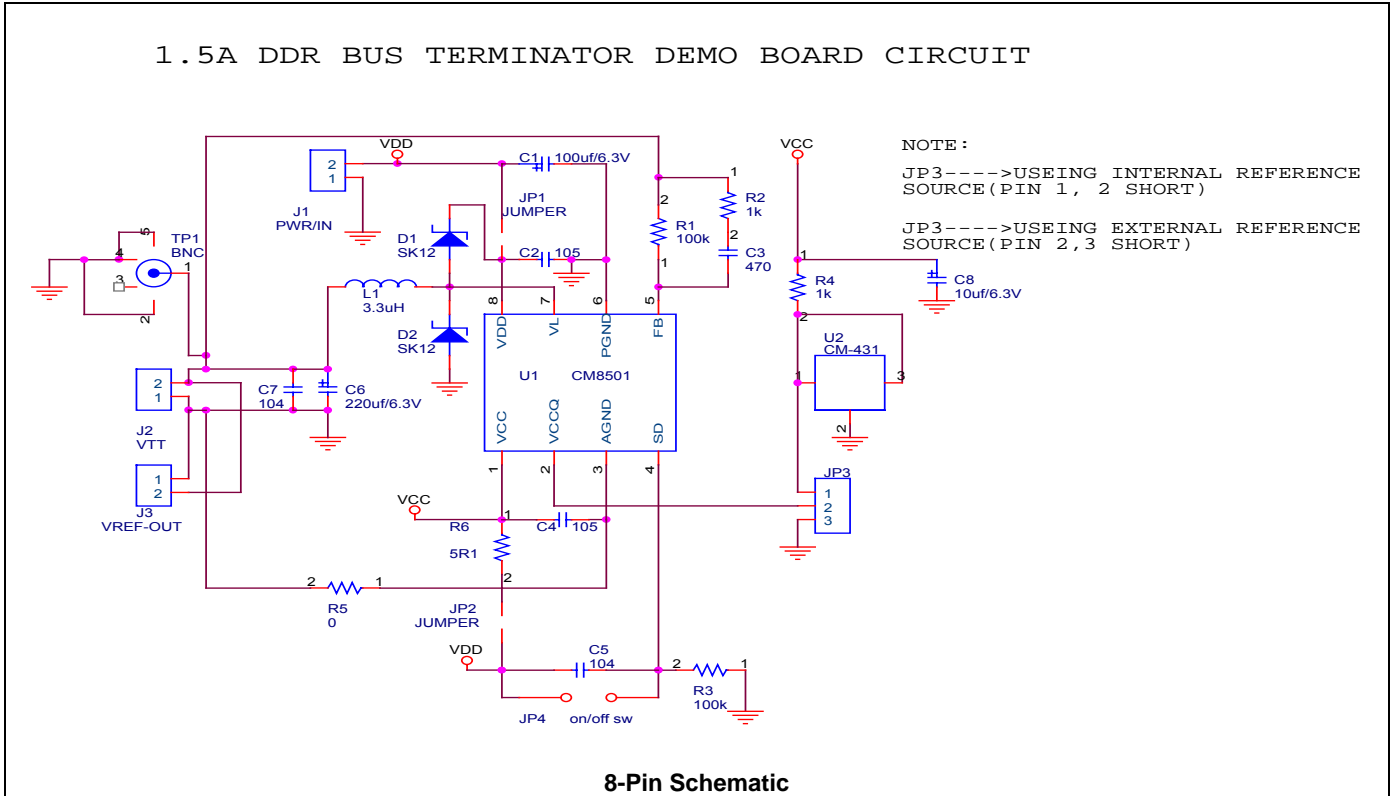 1.5A DDR BUS TERMINATOR DEMO BOARD CIRCUIT
VDD
VCC
NOTE:
JP3---->USEING INTERNAL REFERENCE
SOURCE(PIN 1, 2 SHORT)
JP3---->USEING EXTERNAL REFERENCE
SOURCE(PIN 2,3 SHORT)
2
1
J1
PWR/IN
C1
100uf/6.3V
JP1
JUMPER
D1
SK12
C2
105
2
R1
100k
1
1
R2
1k
2
C3
470
TP1
BNC
5
4
3
1
2
L1
3.3uH
D2
SK12
1
R4
1k
2
C8
10uf/6.3V
U2
CM-431
1
3
2
8
7
6
5
VDD
VL
PGND
FB
U1
CM8501
VCC
VCCQ
AGND
SD
1
2
3
4
2
1
J2
VTT
C7
104
C6
220uf/6.3V
1
2
J3
VREF-OUT
JP3
1
2
3
VCC
R6
1
5R1
2
C4
105
2
1
R5
0
JP2
JUMPER
VDD
C5
104
2
1
R3
100k
JP4
on/off sw
8-Pin Schematic